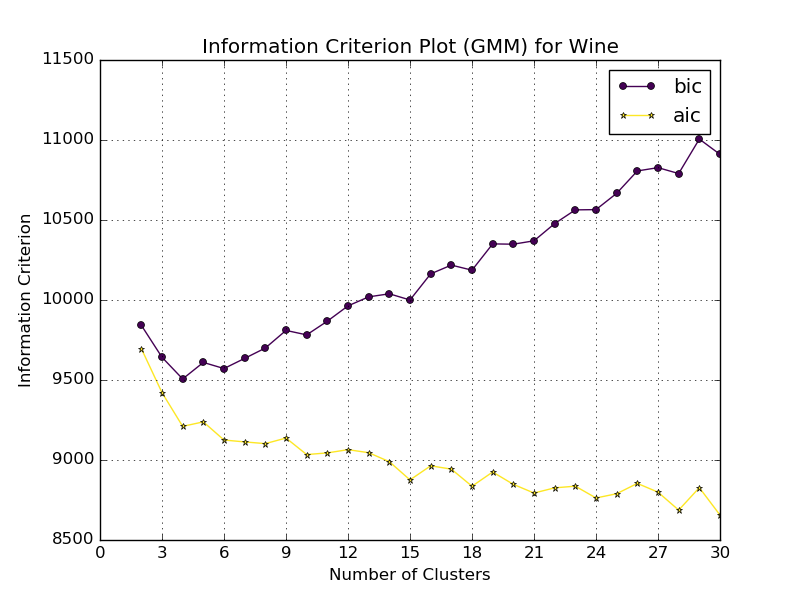 Information Criterion Plot (GMM) for Wine
11500
11000
10500
10000
9500
9000
8500
Information Criterion
bic
aic
0 3 6 9 12 15 18 21 24 27 30
Number of Clusters